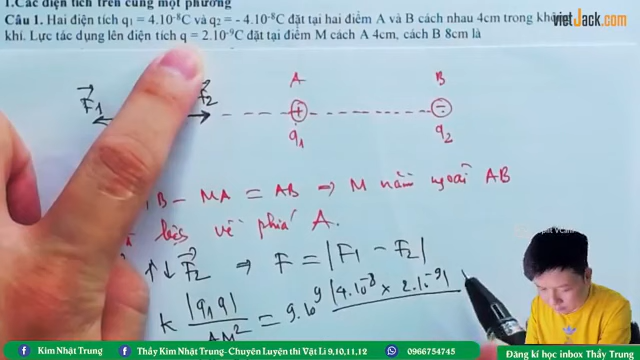 vietJack.com
1.Các điện tích trên cùng một phương
Câu 1. Hai điện tích q₁ = 4.10⁻⁸C và q₂ = - 4.10⁻⁸C đặt tại hai điểm A và B cách nhau 4cm trong
khí. Lực tác dụng lên điện tích q = 2.10⁻⁹C đặt tại điểm M cách A 4cm, cách B 8cm là
A B
F₁ F₂ + −
q₁ q₂
B − MA = AB ⇒ M nằm ngoài AB
về phía A.
↑↓ F₂ ⇒ F = |F₁ − F₂|
k |q₁q| / AM² = 9.10⁹ |4.10⁻⁸ × 2.10⁻⁹|
Kim Nhật Trung
Thầy Kim Nhật Trung- Chuyên Luyện thi Vật Lí 9,10,11,12
0966754745
Đăng kí học inbox Thầy Trung